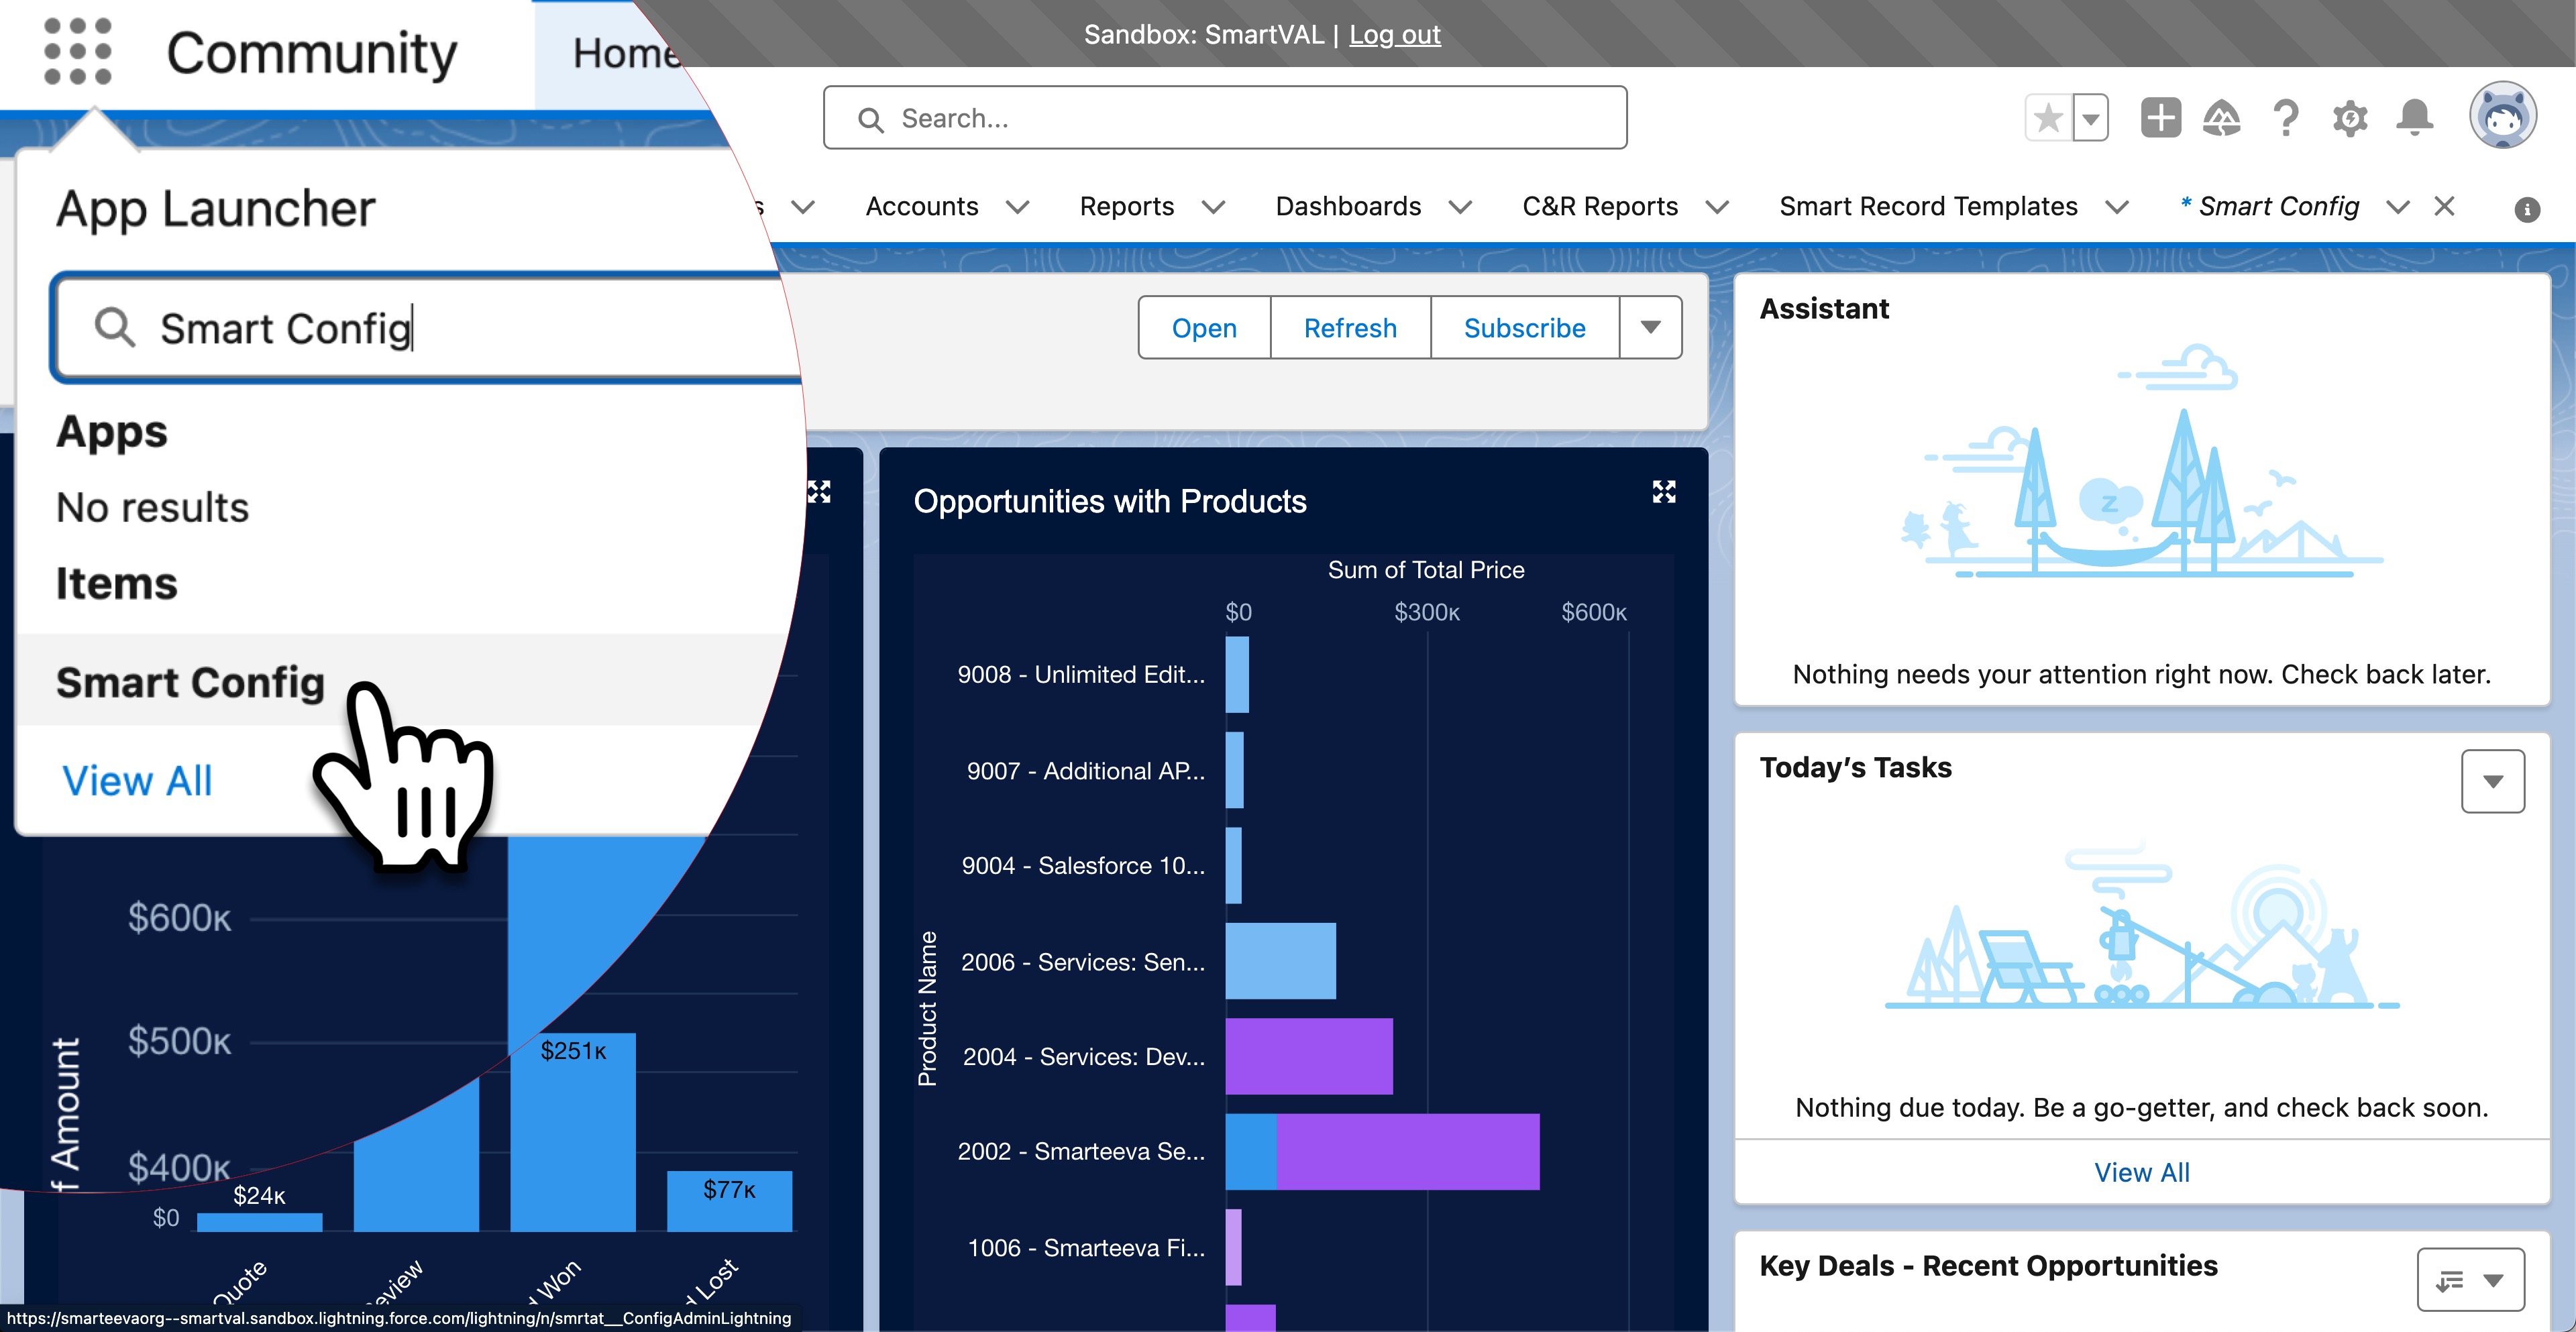 Community
Home
Sandbox: SmartVAL | Log out
Search...
App Launcher
Smart Config
Apps
No results
Items
Smart Config
View All
s
Accounts
Reports
Dashboards
C&R Reports
Smart Record Templates
* Smart Config
Open
Refresh
Subscribe
$600K
$500K
$400K
f Amount
$24K
$251K
$77K
$0
Quote
eview
d Won
d Lost
Opportunities with Products
Sum of Total Price
$0
$300K
$600K
Product Name
9008 - Unlimited Edit...
9007 - Additional AP...
9004 - Salesforce 10...
2006 - Services: Sen...
2004 - Services: Dev...
2002 - Smarteeva Se...
1006 - Smarteeva Fi...
Assistant
z
Nothing needs your attention right now. Check back later.
Today’s Tasks
Nothing due today. Be a go-getter, and check back soon.
View All
Key Deals - Recent Opportunities
https://smarteevaorg--smartval.sandbox.lightning.force.com/lightning/n/smrtat__ConfigAdminLightning